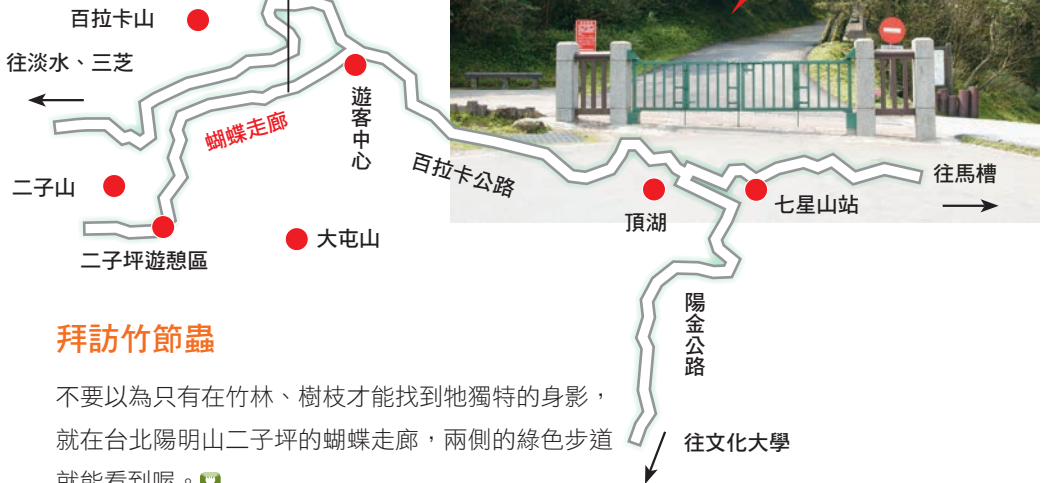 百拉卡山
往淡水、三芝
遊客中心
蝴蝶走廊
百拉卡公路
往馬槽
二子山
七星山站
頂湖
大屯山
二子坪遊憩區
陽金公路
拜訪竹節蟲
不要以為只有在竹林、樹枝才能找到牠獨特的身影，
就在台北陽明山二子坪的蝴蝶走廊，兩側的綠色步道
就能看到喔。
往文化大學